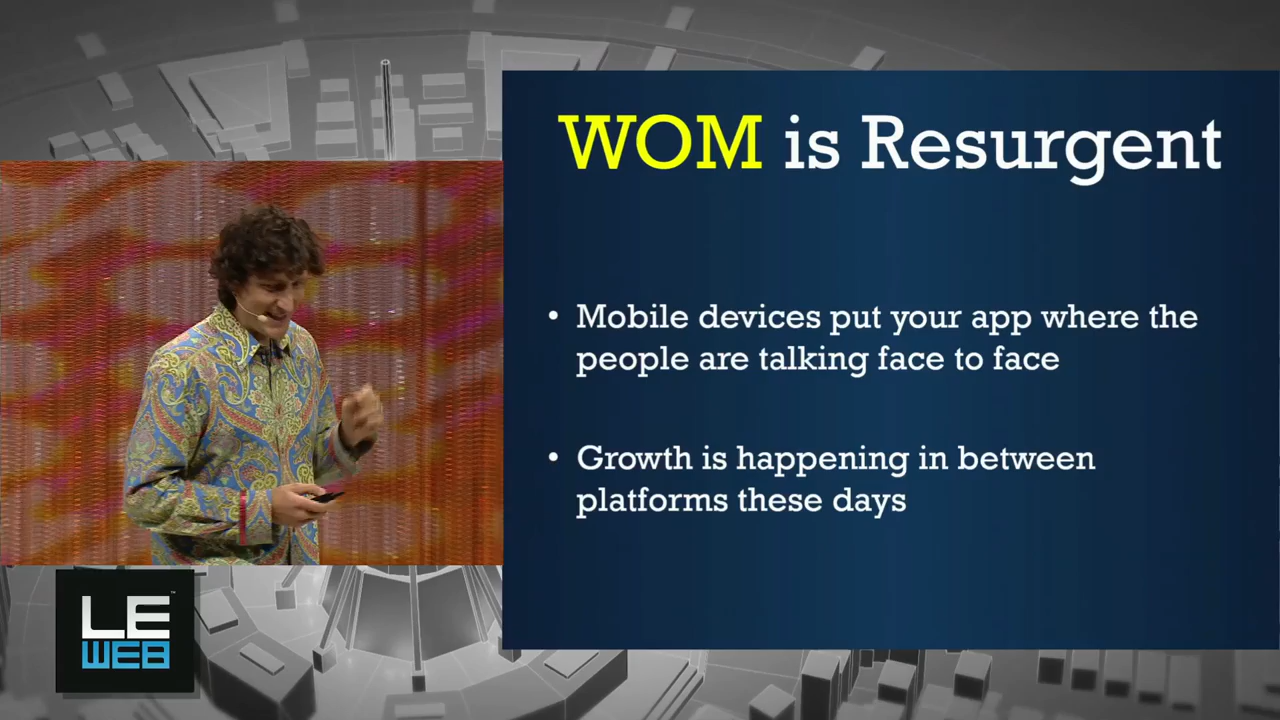 WOM is Resurgent
• Mobile devices put your app where the
people are talking face to face
• Growth is happening in between
platforms these days
LE
WEB
™